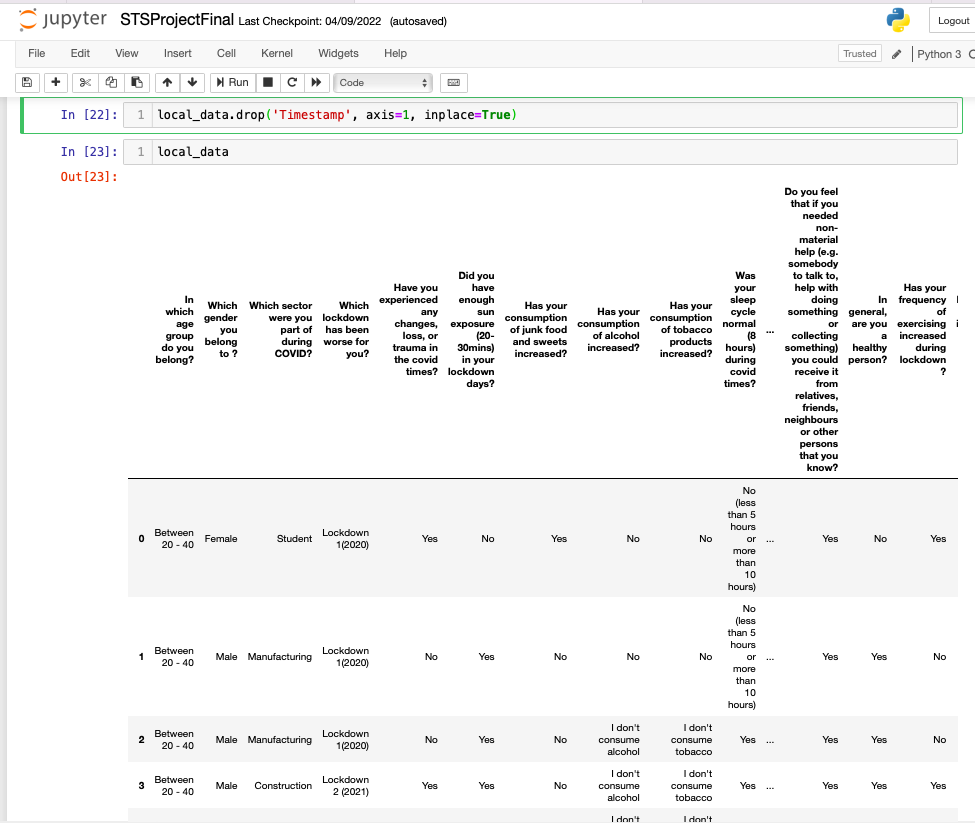 jupyter STSProjectFinal Last Checkpoint: 04/09/2022 (autosaved) Logout
File Edit View Insert Cell Kernel Widgets Help Trusted Python 3
Run Code
In [22]: 1 local_data.drop('Timestamp', axis=1, inplace=True)
In [23]: 1 local_data
Out[23]:
In
which
age
group
do you
belong?
Which
gender
you
belong
to ?
Which sector
were you
part of
during
COVID?
Which
lockdown
has been
worse for
you?
Have you
experienced
any
changes,
loss, or
trauma in
the covid
times?
Did you
have
enough
sun
exposure
(20-
30mins)
in your
lockdown
days?
Has your
consumption
of junk food
and sweets
increased?
Has your
consumption
of alcohol
increased?
Has your
consumption
of tobacco
products
increased?
Was
your
sleep
cycle
normal
(8
hours)
during
covid
times?
...
Do you feel
that if you
needed
non-
material
help (e.g.
somebody
to talk to,
help with
doing
something
or
collecting
something)
you could
receive it
from
relatives,
friends,
neighbours
or other
persons
that you
know?
In
general,
are you
a
healthy
person?
Has your
frequency
of
exercising
increased
during
lockdown
?
0
Between
20 - 40
Female
Student
Lockdown
1(2020)
Yes
No
Yes
No
No
No
(less
than 5
hours
or
more
than
10
hours)
...
Yes
No
Yes
1
Between
20 - 40
Male
Manufacturing
Lockdown
1(2020)
No
Yes
No
No
No
No
(less
than 5
hours
or
more
than
10
hours)
...
Yes
Yes
No
2
Between
20 - 40
Male
Manufacturing
Lockdown
1(2020)
No
Yes
No
I don't
consume
alcohol
I don't
consume
tobacco
Yes
...
Yes
Yes
No
3
Between
20 - 40
Male
Construction
Lockdown
2 (2021)
Yes
Yes
No
I don't
consume
alcohol
I don't
consume
tobacco
Yes
...
Yes
Yes
Yes
I don't
I don't